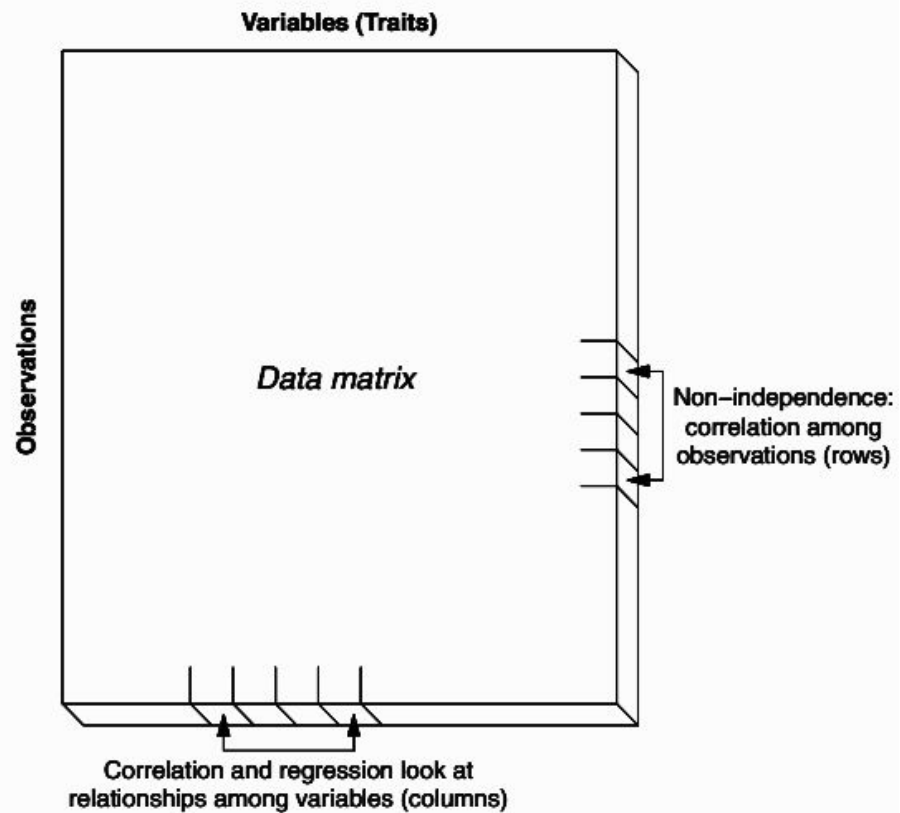 Variables (Traits)
Observations
Data matrix
Non−independence:
correlation among
observations (rows)
Correlation and regression look at
relationships among variables (columns)